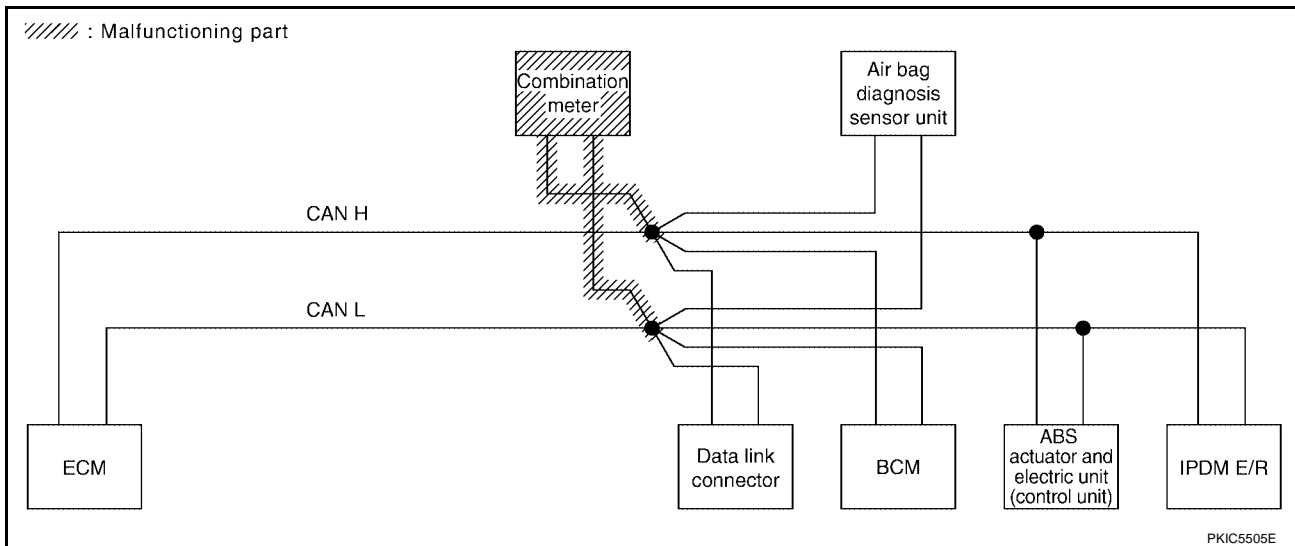 : Malfunctioning part
Combination
meter
Air bag
diagnosis
sensor unit
CAN H
CAN L
ECM
Data link
connector
BCM
ABS
actuator and
electric unit
(control unit)
IPDM E/R
PKIC5505E